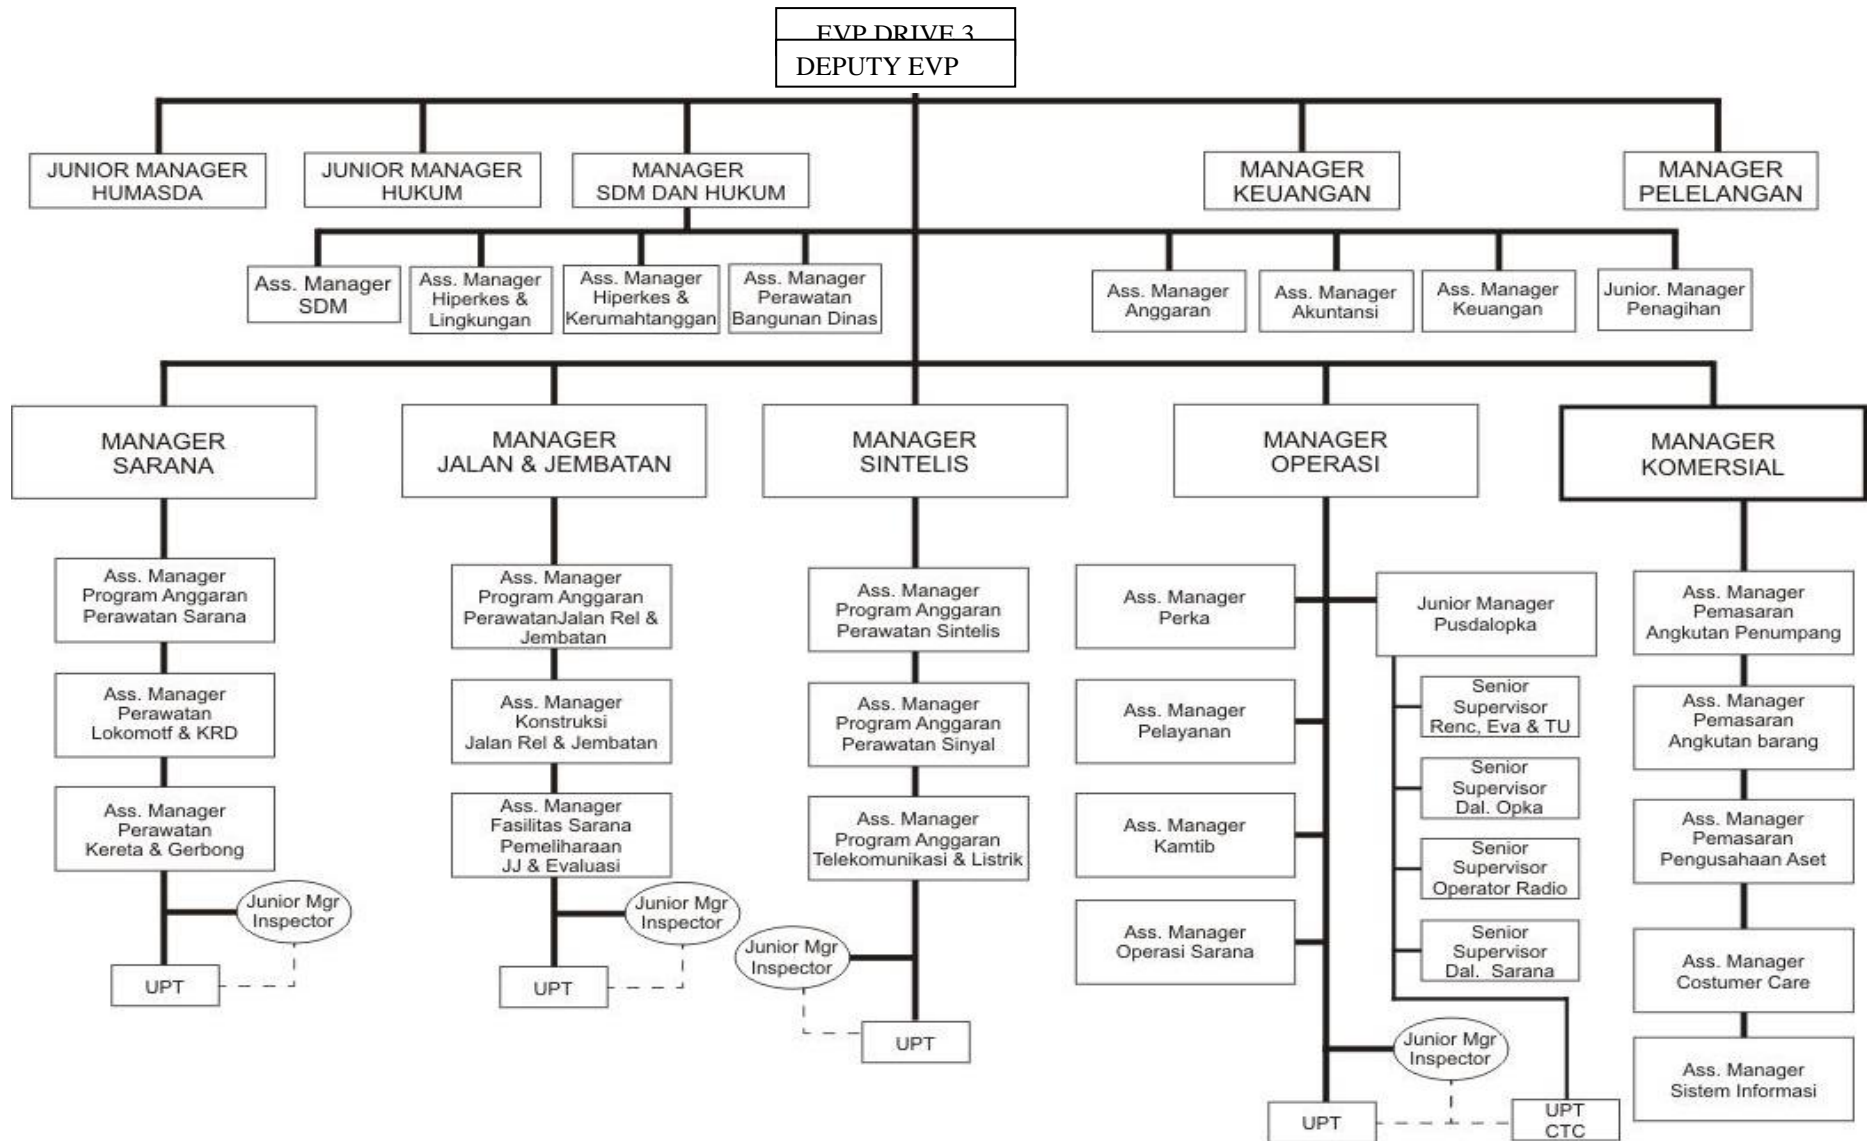 EVP DRIVE 3
DEPUTY EVP
JUNIOR MANAGER
HUMASDA
JUNIOR MANAGER
HUKUM
MANAGER
SDM DAN HUKUM
MANAGER
KEUANGAN
MANAGER
PELELANGAN
Ass. Manager
SDM
Ass. Manager
Hiperkes &
Lingkungan
Ass. Manager
Hiperkes &
Kerumahtanggan
Ass. Manager
Perawatan
Bangunan Dinas
Ass. Manager
Anggaran
Ass. Manager
Akuntansi
Ass. Manager
Keuangan
Junior. Manager
Penagihan
MANAGER
SARANA
MANAGER
JALAN & JEMBATAN
MANAGER
SINTELIS
MANAGER
OPERASI
MANAGER
KOMERSIAL
Ass. Manager
Program Anggaran
Perawatan Sarana
Ass. Manager
Perawatan
Lokomotf & KRD
Ass. Manager
Perawatan
Kereta & Gerbong
Junior Mgr
Inspector
UPT
Ass. Manager
Program Anggaran
PerawatanJalan Rel &
Jembatan
Ass. Manager
Konstruksi
Jalan Rel & Jembatan
Ass. Manager
Fasilitas Sarana
Pemeliharaan
JJ & Evaluasi
Junior Mgr
Inspector
UPT
Ass. Manager
Program Anggaran
Perawatan Sintelis
Ass. Manager
Program Anggaran
Perawatan Sinyal
Ass. Manager
Program Anggaran
Telekomunikasi & Listrik
Junior Mgr
Inspector
UPT
Ass. Manager
Perka
Ass. Manager
Pelayanan
Ass. Manager
Kamtib
Ass. Manager
Operasi Sarana
Junior Manager
Pusdalopka
Senior
Supervisor
Renc, Eva & TU
Senior
Supervisor
Dal. Opka
Senior
Supervisor
Operator Radio
Senior
Supervisor
Dal. Sarana
Junior Mgr
Inspector
UPT
UPT
CTC
Ass. Manager
Pemasaran
Angkutan Penumpang
Ass. Manager
Pemasaran
Angkutan barang
Ass. Manager
Pemasaran
Pengusahaan Aset
Ass. Manager
Costumer Care
Ass. Manager
Sistem Informasi